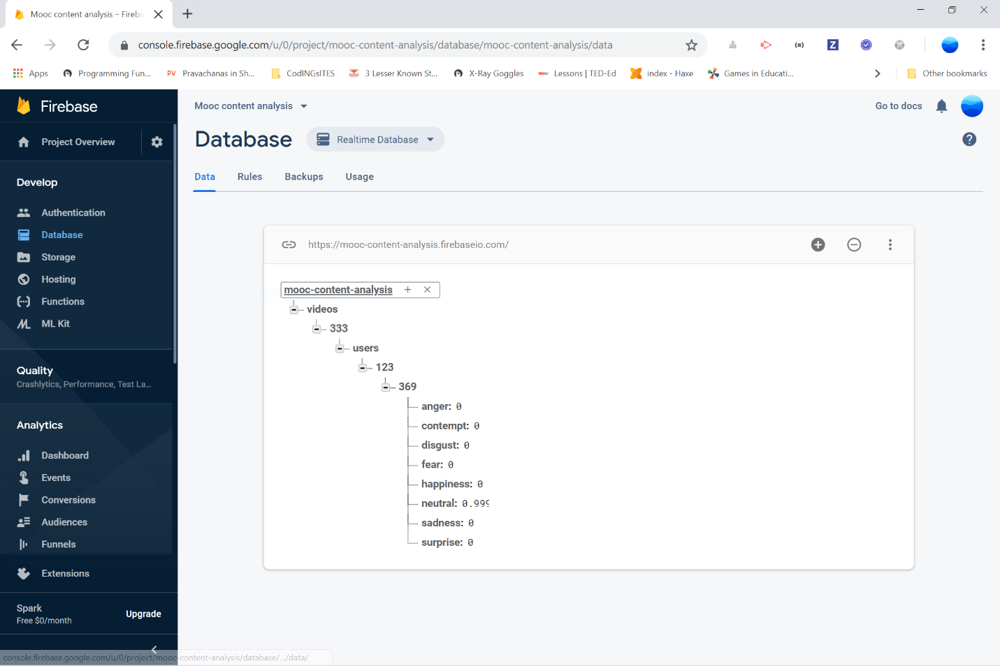 Mooc content analysis – Fireba
console.firebase.google.com/u/0/project/mooc-content-analysis/database/mooc-content-analysis/data
Apps Programming Fun... PV Pravachanas in Sh... CodINGsITES 3 Lesser Known St... X-Ray Goggles Lessons | TED-Ed index - Haxe Games in Educati... Other bookmarks
Firebase
Mooc content analysis
Go to docs
Project Overview
Database
Realtime Database
Data Rules Backups Usage
Develop
Authentication
Database
Storage
Hosting
Functions
ML Kit
Quality
Crashlytics, Performance, Test La...
Analytics
Dashboard
Events
Conversions
Audiences
Funnels
Extensions
Spark
Free $0/month
Upgrade
https://mooc-content-analysis.firebaseio.com/
mooc-content-analysis
videos
333
users
123
369
anger: 0
contempt: 0
disgust: 0
fear: 0
happiness: 0
neutral: 0.999
sadness: 0
surprise: 0
console.firebase.google.com/u/0/project/mooc-content-analysis/database/.../data/